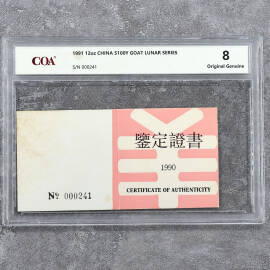 COA
1991 12oz CHINA S100Y GOAT LUNAR SERIES
S/N 000241
8
Original Genuine
鑒定證書
1990
CERTIFICATE OF AUTHENTICITY
Nº 000241